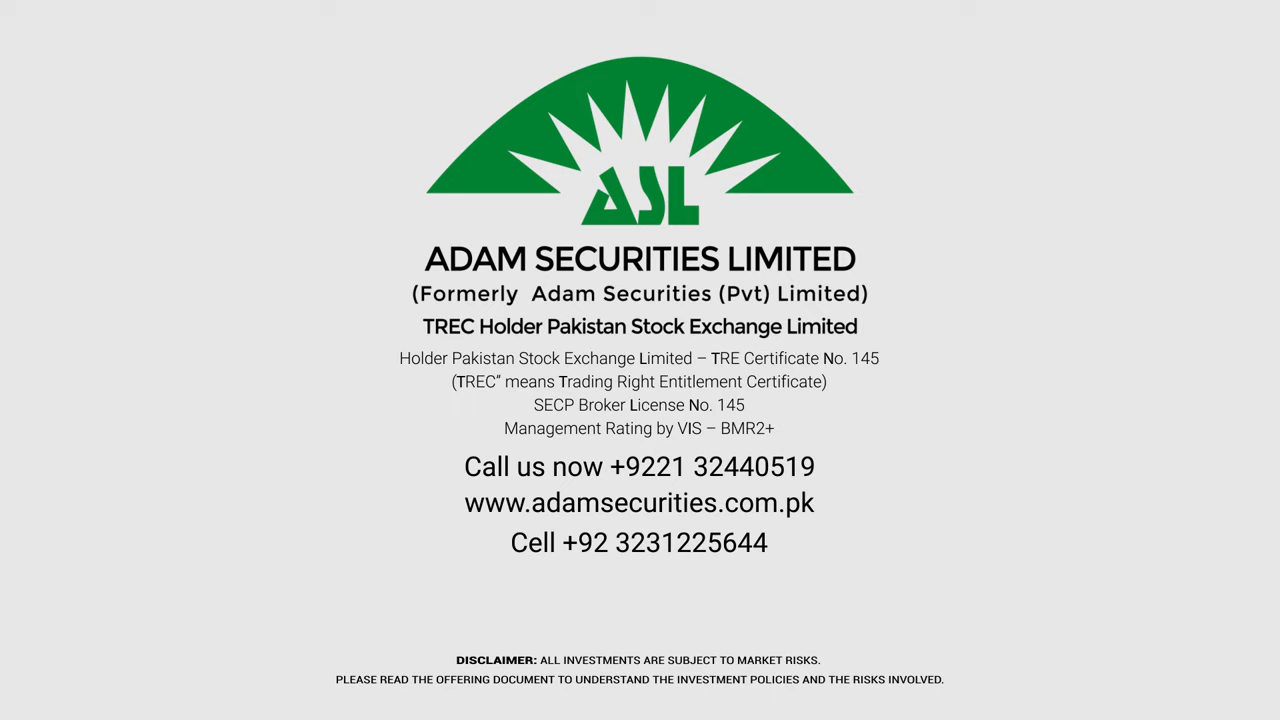 ASL
ADAM SECURITIES LIMITED
(Formerly Adam Securities (Pvt) Limited)
TREC Holder Pakistan Stock Exchange Limited
Holder Pakistan Stock Exchange Limited – TRE Certificate No. 145
(TREC“ means Trading Right Entitlement Certificate)
SECP Broker License No. 145
Management Rating by VIS – BMR2+
Call us now +9221 32440519
www.adamsecurities.com.pk
Cell +92 3231225644
DISCLAIMER: ALL INVESTMENTS ARE SUBJECT TO MARKET RISKS.
PLEASE READ THE OFFERING DOCUMENT TO UNDERSTAND THE INVESTMENT POLICIES AND THE RISKS INVOLVED.